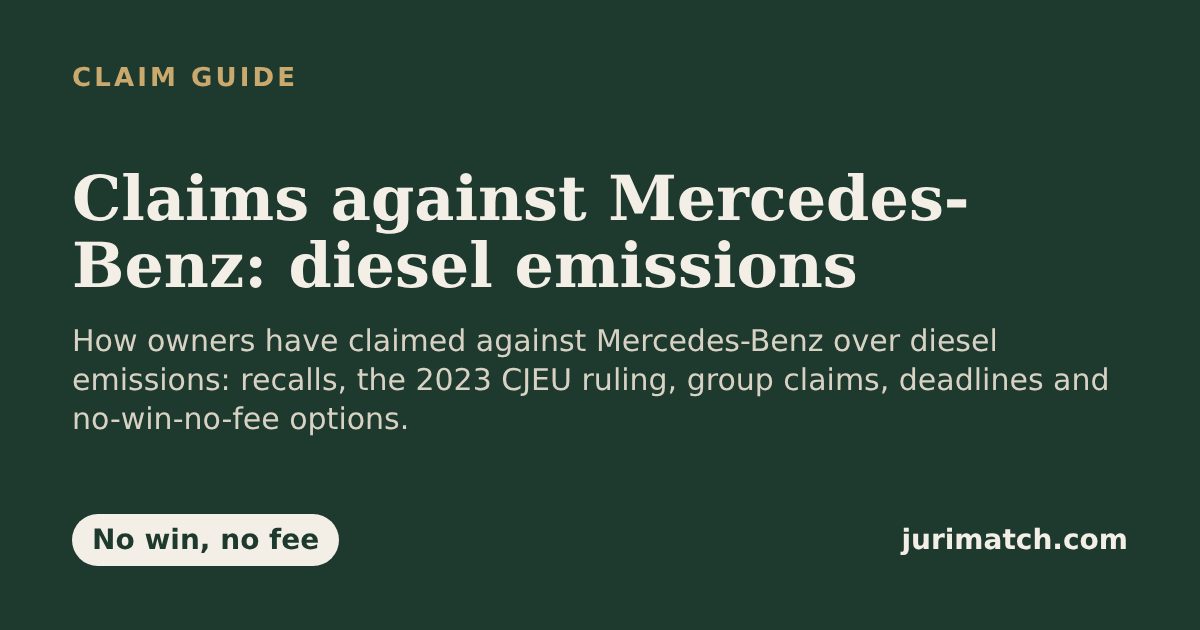 CLAIM GUIDE
Claims against Mercedes-
Benz: diesel emissions
How owners have claimed against Mercedes-Benz over diesel
emissions: recalls, the 2023 CJEU ruling, group claims, deadlines and
no-win-no-fee options.
No win, no fee
jurimatch.com